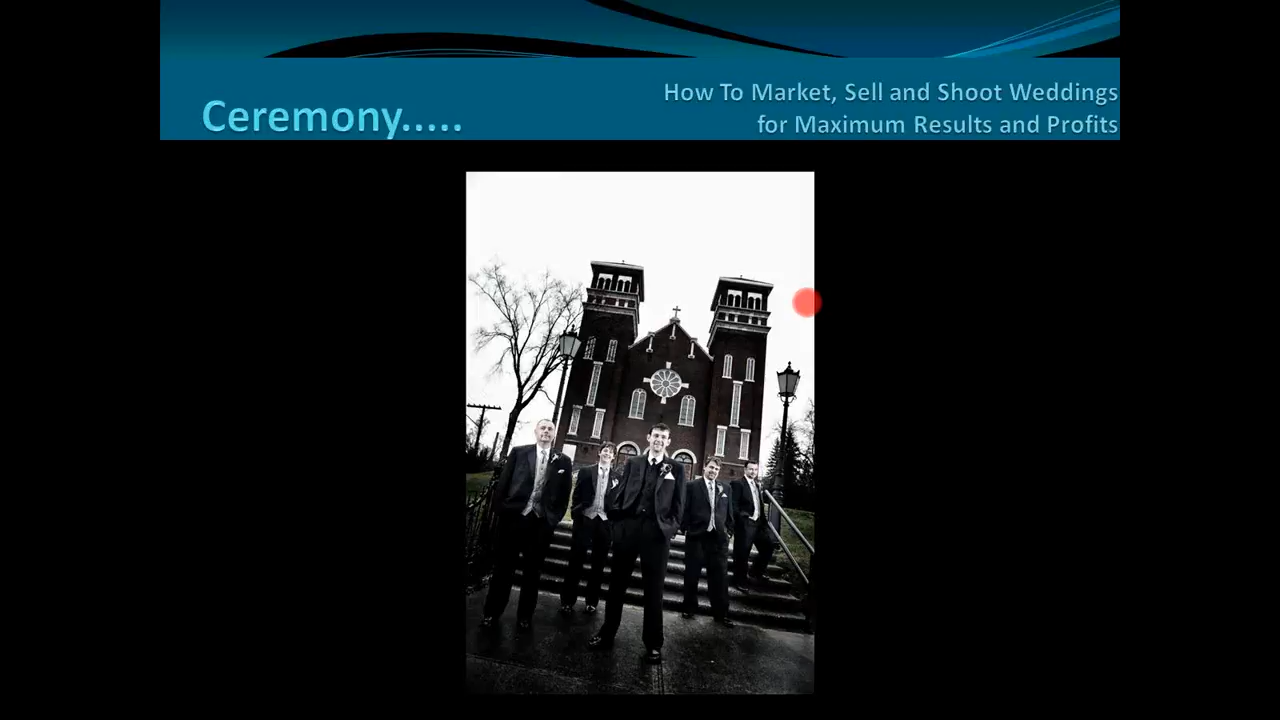 How To Market, Sell and Shoot Weddings
for Maximum Results and Profits
Ceremony.....